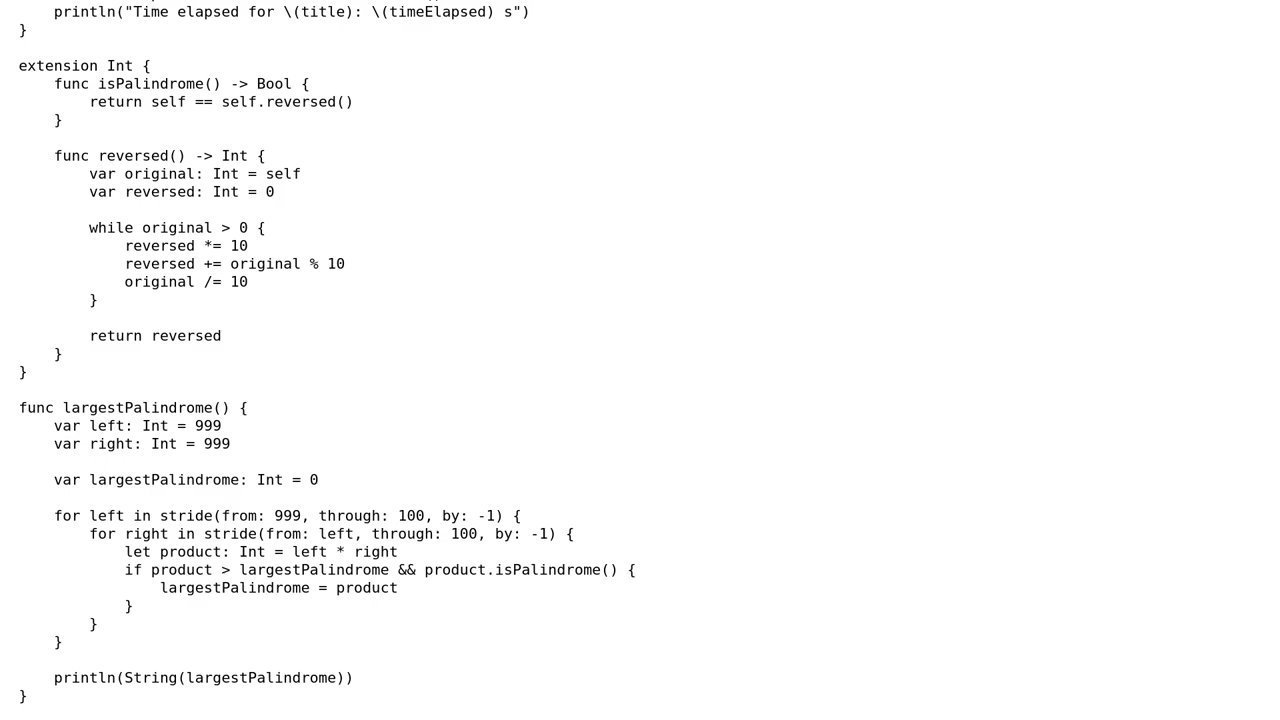 println("Time elapsed for \(title): \(timeElapsed) s")
}
extension Int {
func isPalindrome() -> Bool {
return self == self.reversed()
}
func reversed() -> Int {
var original: Int = self
var reversed: Int = 0
while original > 0 {
reversed *= 10
reversed += original % 10
original /= 10
}
return reversed
}
}
func largestPalindrome() {
var left: Int = 999
var right: Int = 999
var largestPalindrome: Int = 0
for left in stride(from: 999, through: 100, by: -1) {
for right in stride(from: left, through: 100, by: -1) {
let product: Int = left * right
if product > largestPalindrome && product.isPalindrome() {
largestPalindrome = product
}
}
}
println(String(largestPalindrome))
}